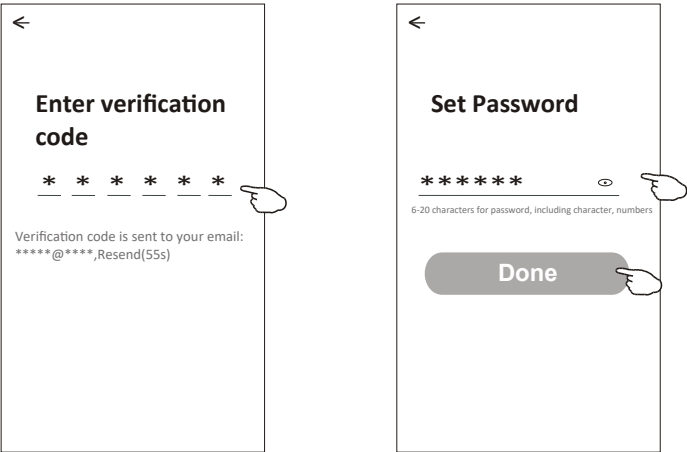 Enter verification
code
* * * * * *
Verification code is sent to your email:
*****@****,Resend(55s)
Set Password
******
6-20 characters for password, including character, numbers
Done